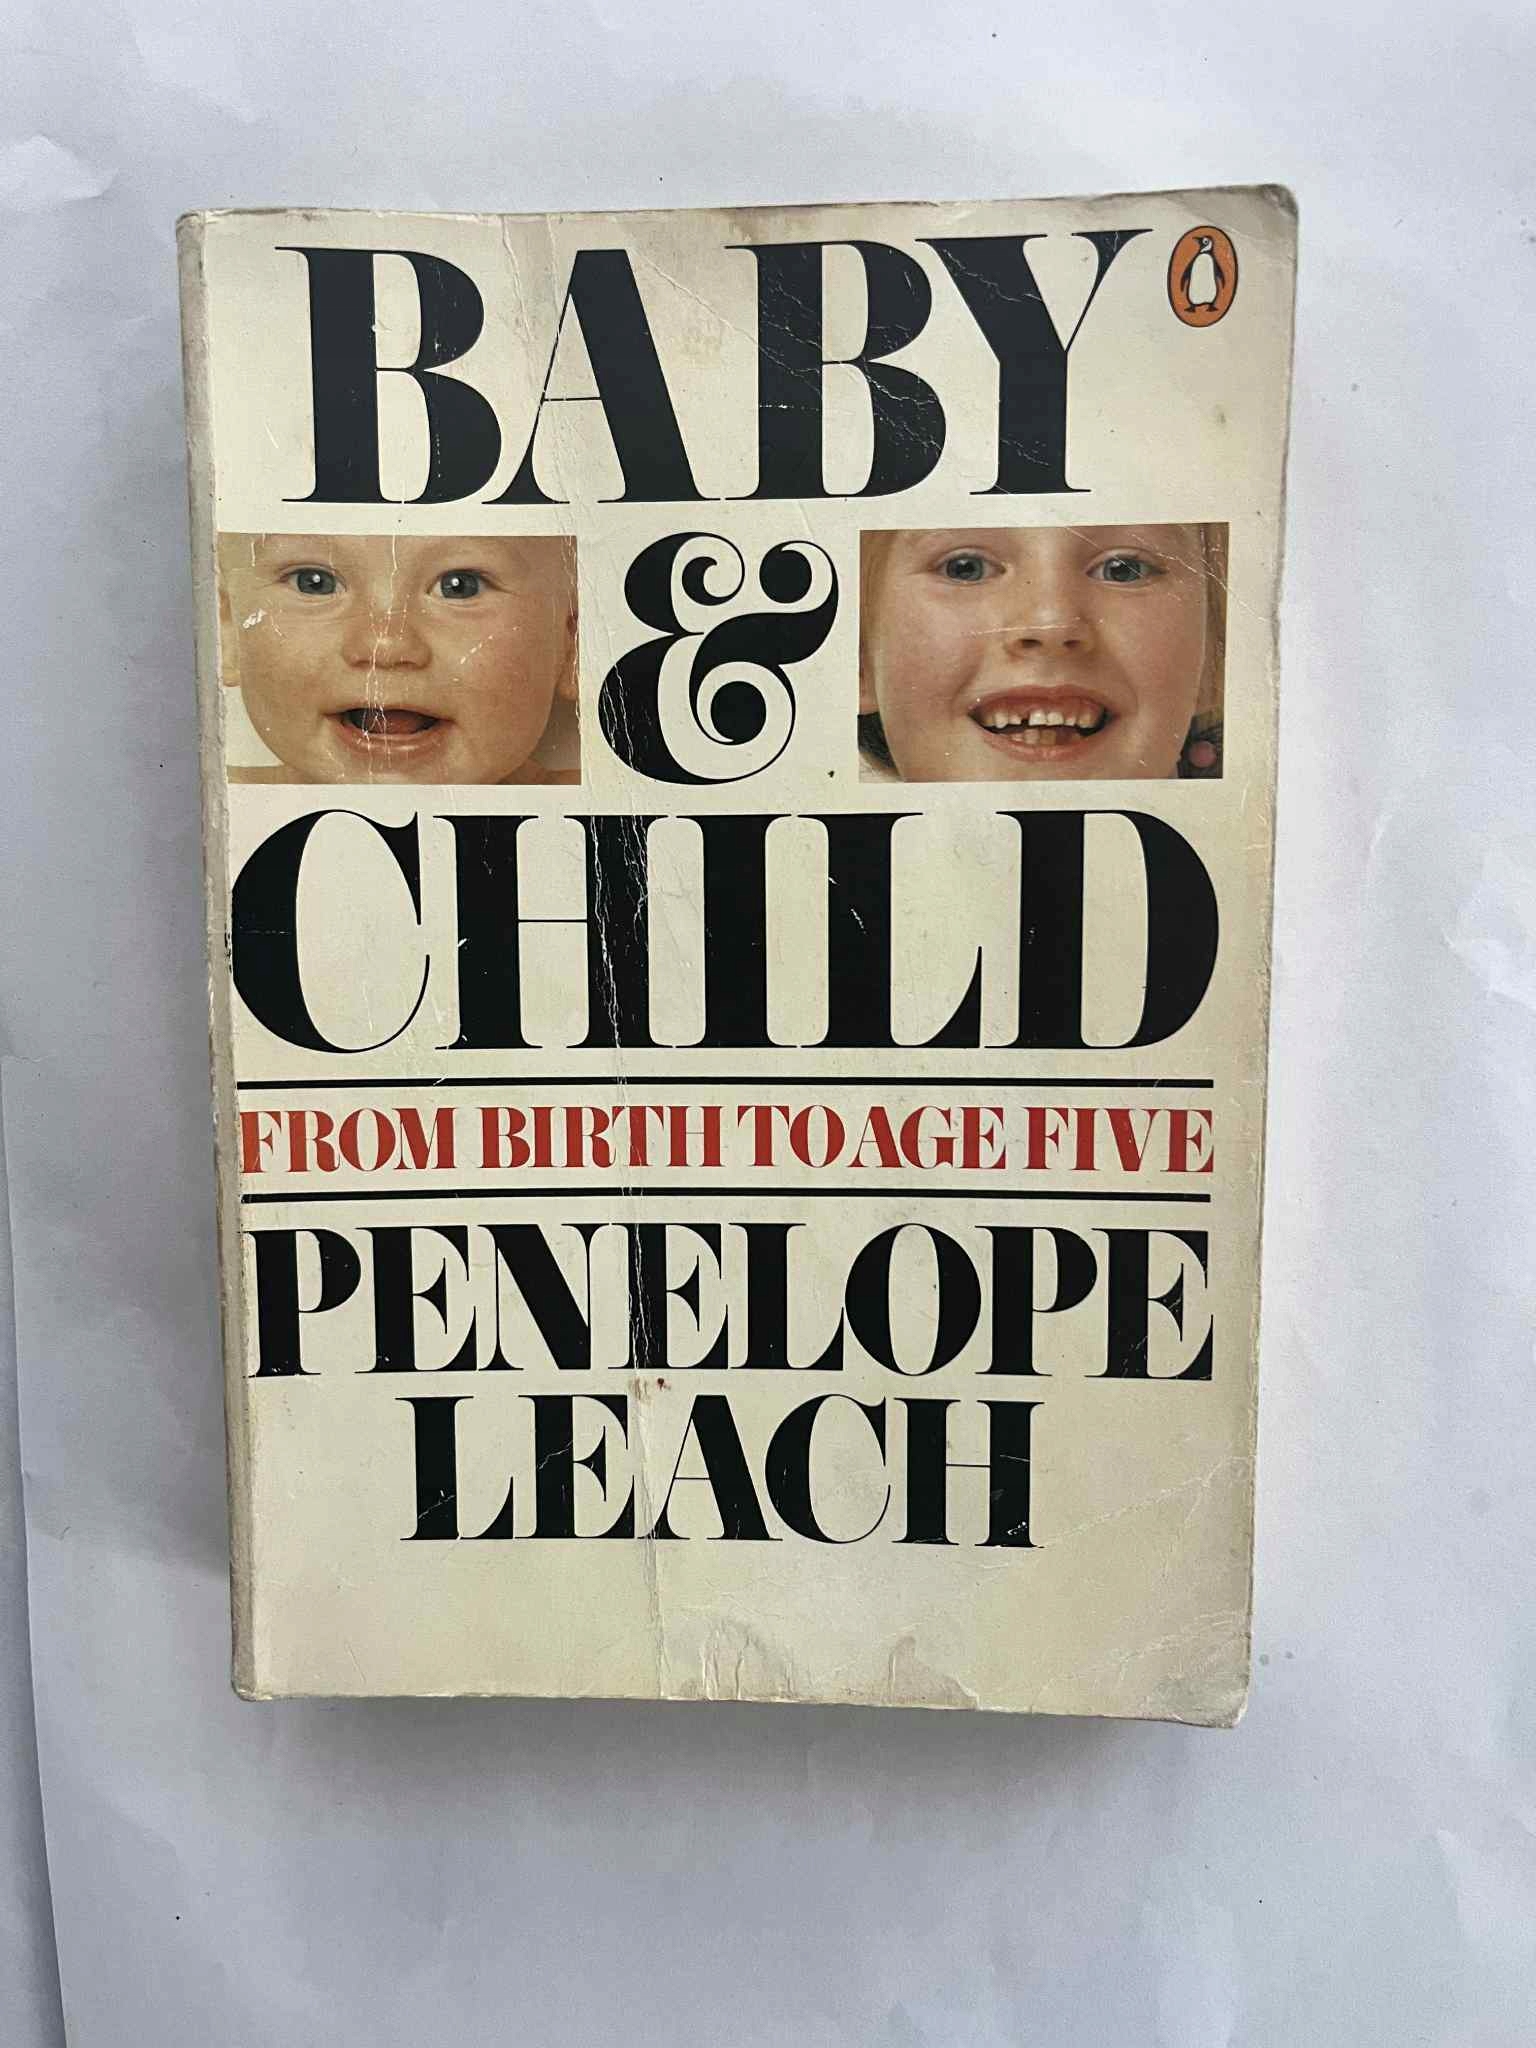 BABY
&
CHILD
FROM BIRTH TO AGE FIVE
PENELOPE
LEACH